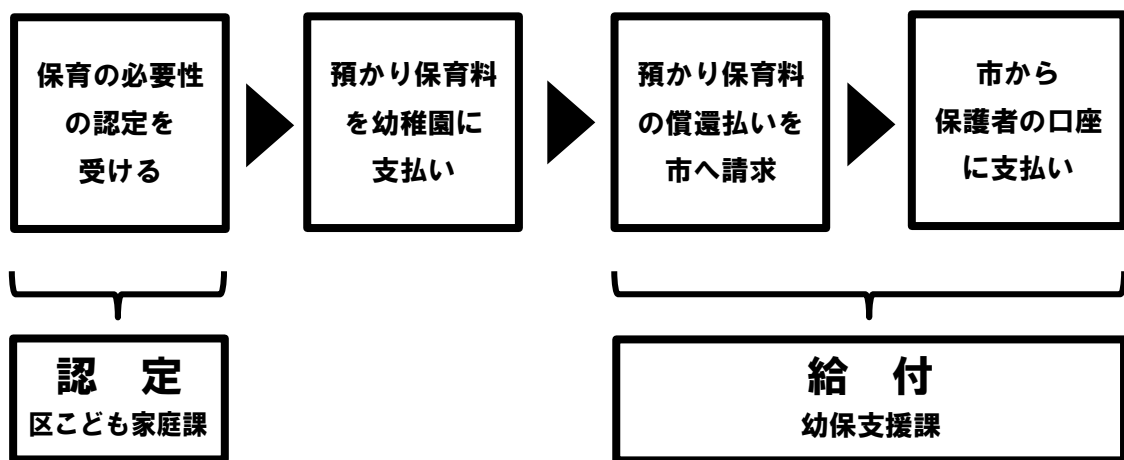 保育の必要性
の認定を
受ける
預かり保育料
を幼稚園に
支払い
預かり保育料
の償還払いを
市へ請求
市から
保護者の口座
に支払い
認 定
区こども家庭課
給 付
幼保支援課